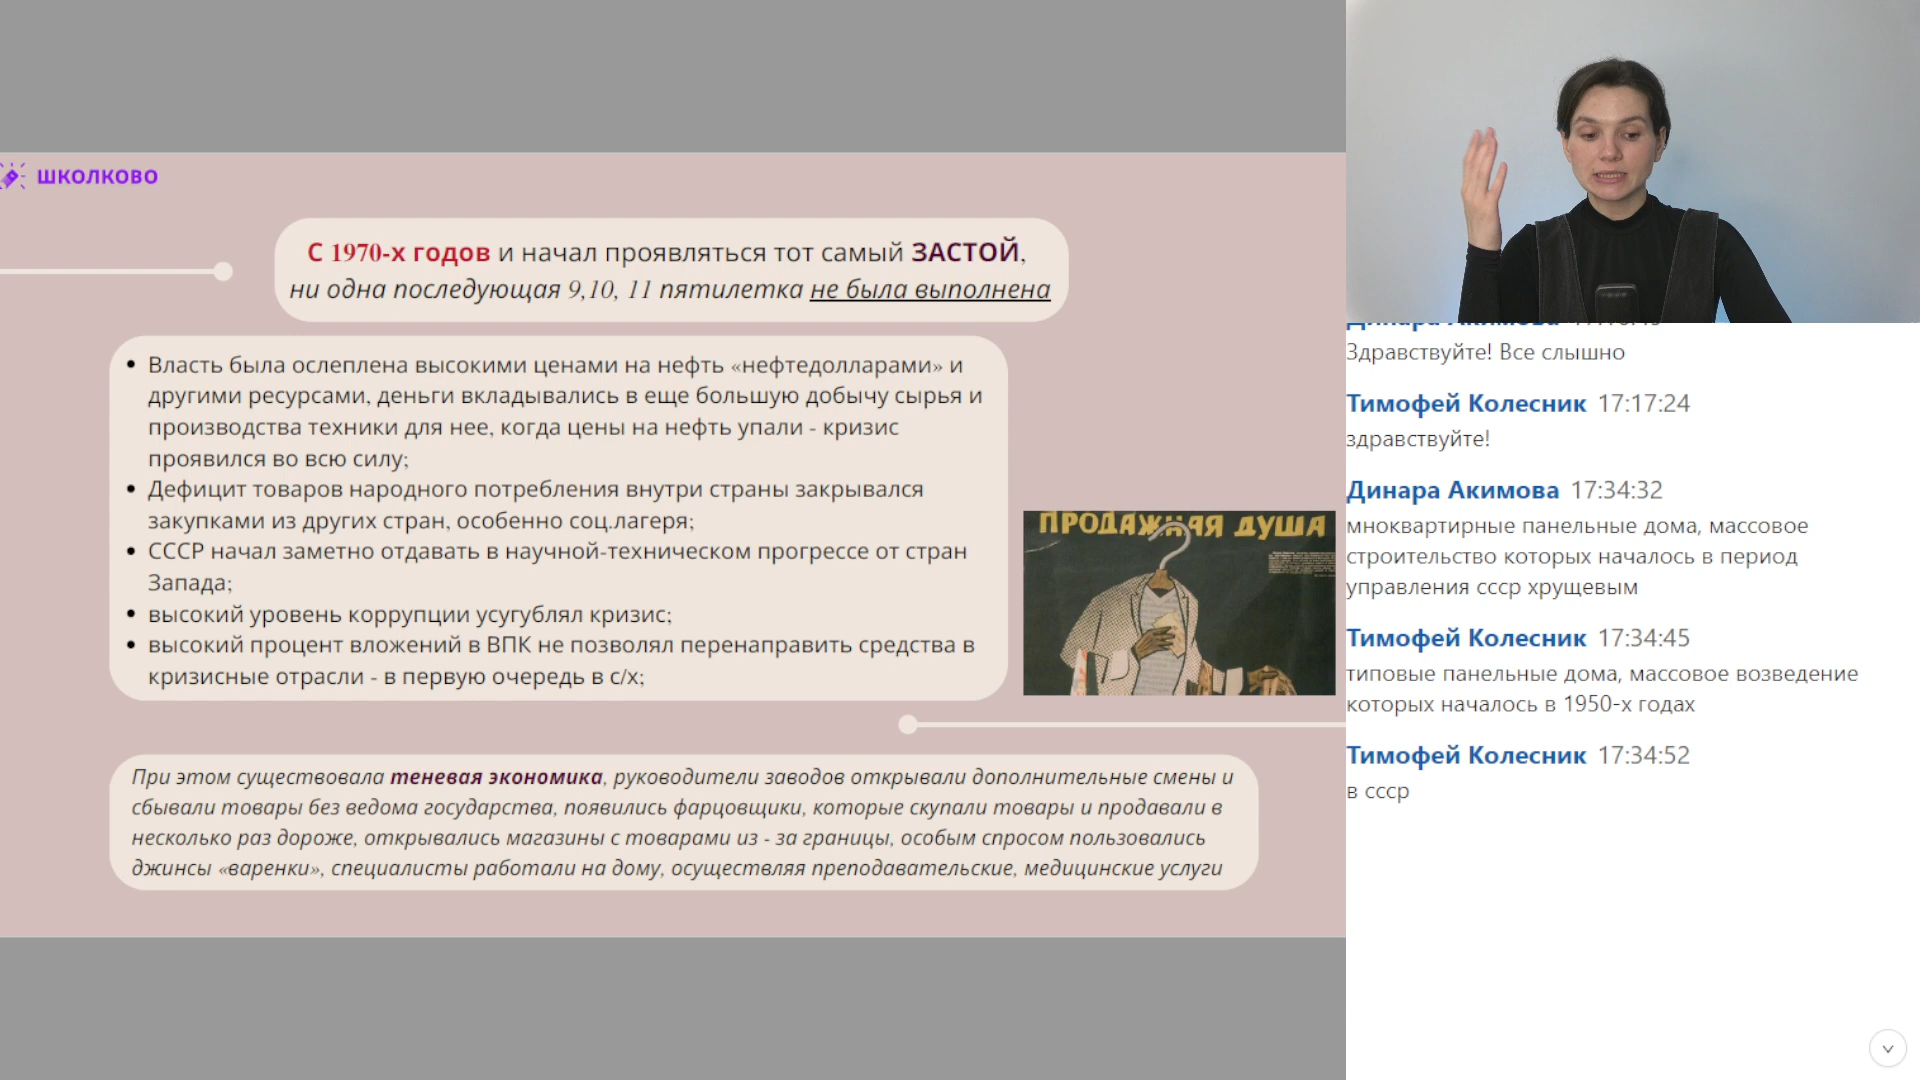 ШКОЛКОВО
С 1970-х годов и начал проявляться тот самый ЗАСТОЙ,
ни одна последующая 9,10, 11 пятилетка не была выполнена
• Власть была ослеплена высокими ценами на нефть «нефтедолларами» и
другими ресурсами, деньги вкладывались в еще большую добычу сырья и
производства техники для нее, когда цены на нефть упали - кризис
проявился во всю силу;
• Дефицит товаров народного потребления внутри страны закрывался
закупками из других стран, особенно соц.лагеря;
• СССР начал заметно отдавать в научной-техническом прогрессе от стран
Запада;
• высокий уровень коррупции усугублял кризис;
• высокий процент вложений в ВПК не позволял перенаправить средства в
кризисные отрасли - в первую очередь в с/х;
ПРОДАЖНАЯ ДУША
При этом существовала теневая экономика, руководители заводов открывали дополнительные смены и
сбывали товары без ведома государства, появились фарцовщики, которые скупали товары и продавали в
несколько раз дороже, открывались магазины с товарами из - за границы, особым спросом пользовались
джинсы «варенки», специалисты работали на дому, осуществляя преподавательские, медицинские услуги
Динара Акимова
Здравствуйте! Все слышно
Тимофей Колесник 17:17:24
здравствуйте!
Динара Акимова 17:34:32
мноквартирные панельные дома, массовое
строительство которых началось в период
управления ссср хрущевым
Тимофей Колесник 17:34:45
типовые панельные дома, массовое возведение
которых началось в 1950-х годах
Тимофей Колесник 17:34:52
в ссср